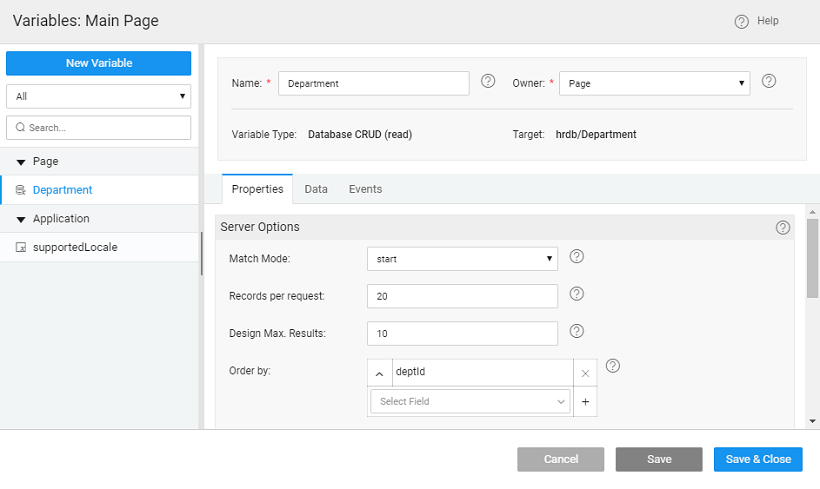 Variables: Main Page
Help
New Variable
All
Search...
Page
Department
Application
supportedLocale
Name: * Department
Owner: * Page
Variable Type: Database CRUD (read)
Target: hrdb/Department
Properties Data Events
Server Options
Match Mode: start
Records per request: 20
Design Max. Results: 10
Order by: deptId
Select Field
Cancel Save Save & Close